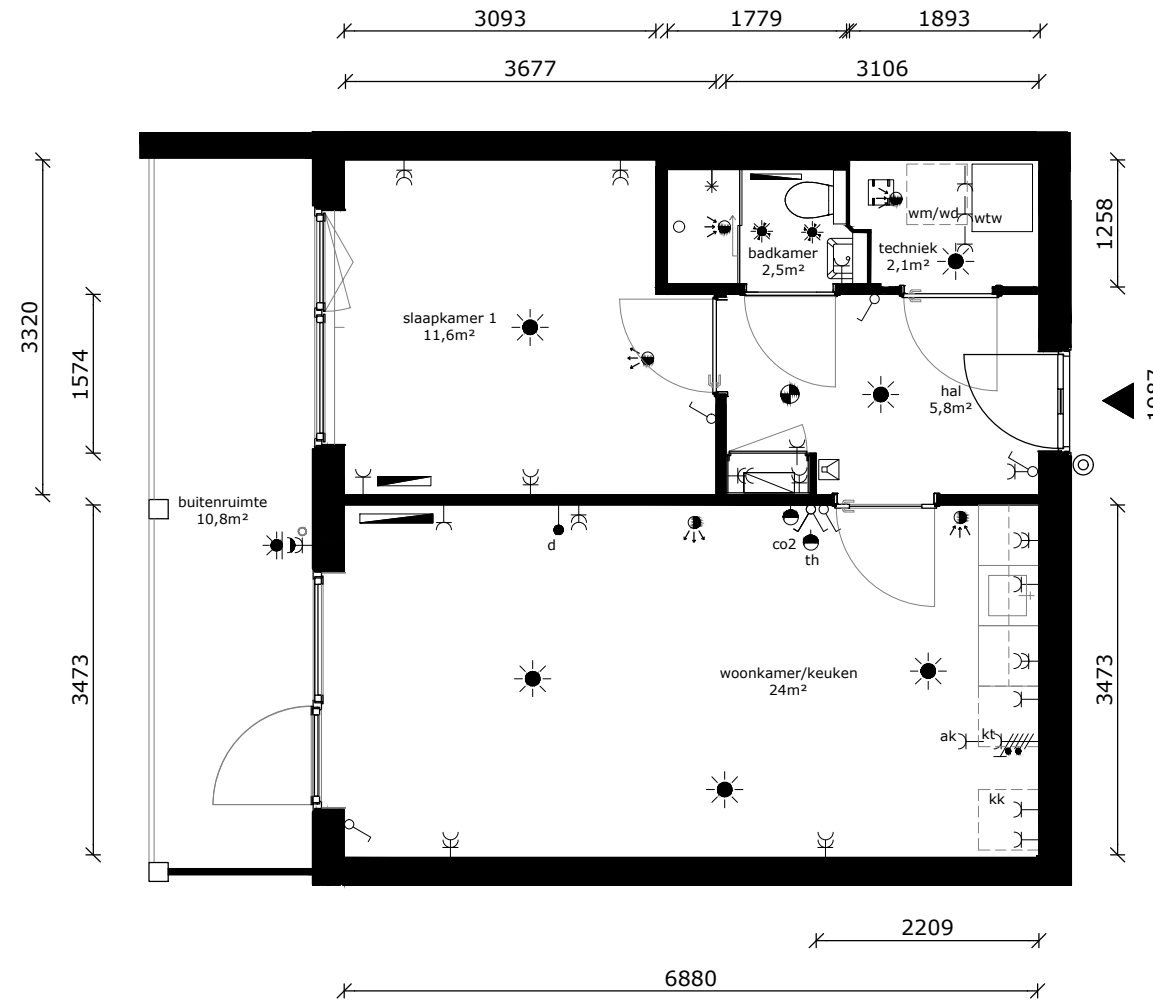 3093
1779
1893
3677
3106
3320
1574
3473
1258
1987
3473
wm/wd
wtw
badkamer
2,5m²
techniek
2,1m²
slaapkamer 1
11,6m²
hal
5,8m²
buitenruimte
10,8m²
d
co2
th
woonkamer/keuken
24m²
ak
kt
kk
2209
6880